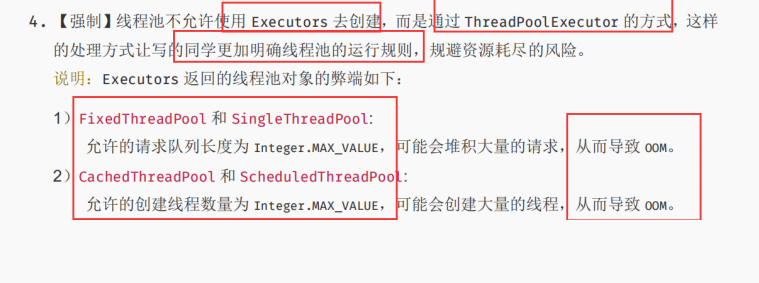 4. 【强制】线程池不允许使用 Executors 去创建，而是通过 ThreadPoolExecutor 的方式，这样
的处理方式让写的同学更加明确线程池的运行规则，规避资源耗尽的风险。
说明：Executors 返回的线程池对象的弊端如下：
1）FixedThreadPool 和 SingleThreadPool:
允许的请求队列长度为 Integer.MAX_VALUE，可能会堆积大量的请求，从而导致 OOM。
2）CachedThreadPool 和 ScheduledThreadPool:
允许的创建线程数量为 Integer.MAX_VALUE，可能会创建大量的线程，从而导致 OOM。